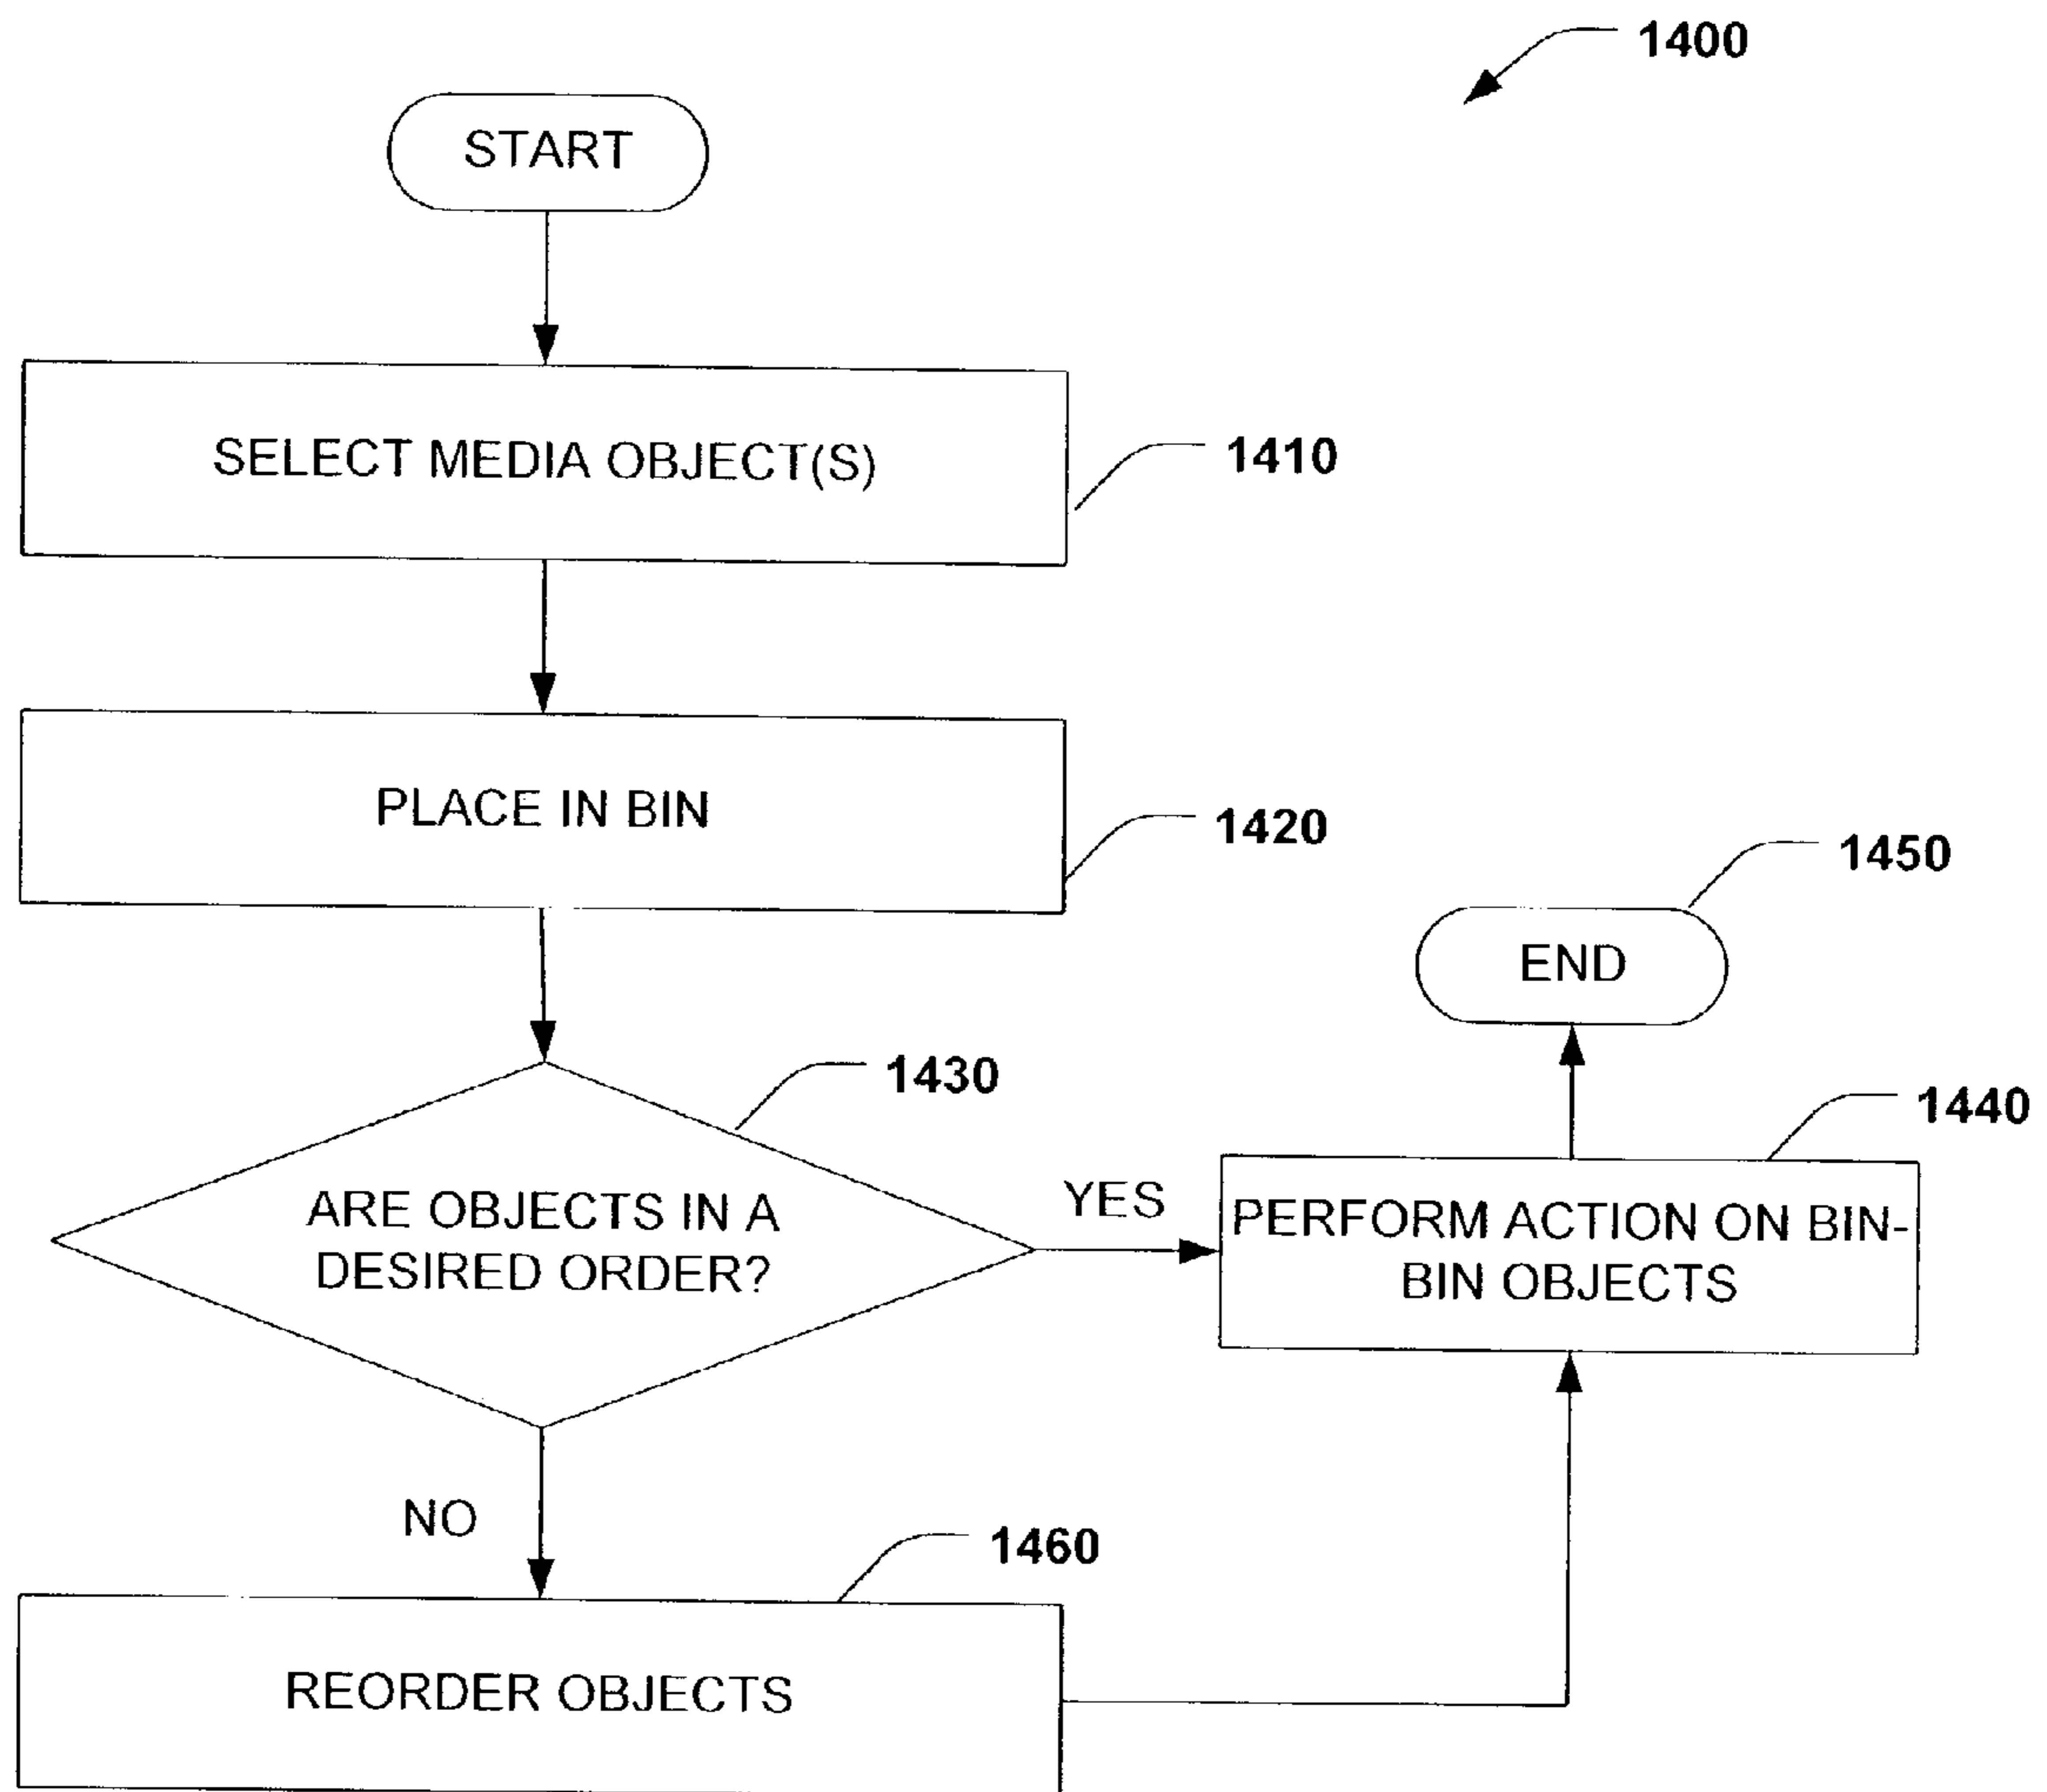 1400
START
SELECT MEDIA OBJECT(S)
1410
PLACE IN BIN
1420
1450
END
1430
ARE OBJECTS IN A
DESIRED ORDER?
YES
1440
PERFORM ACTION ON BIN-
BIN OBJECTS
NO
1460
REORDER OBJECTS